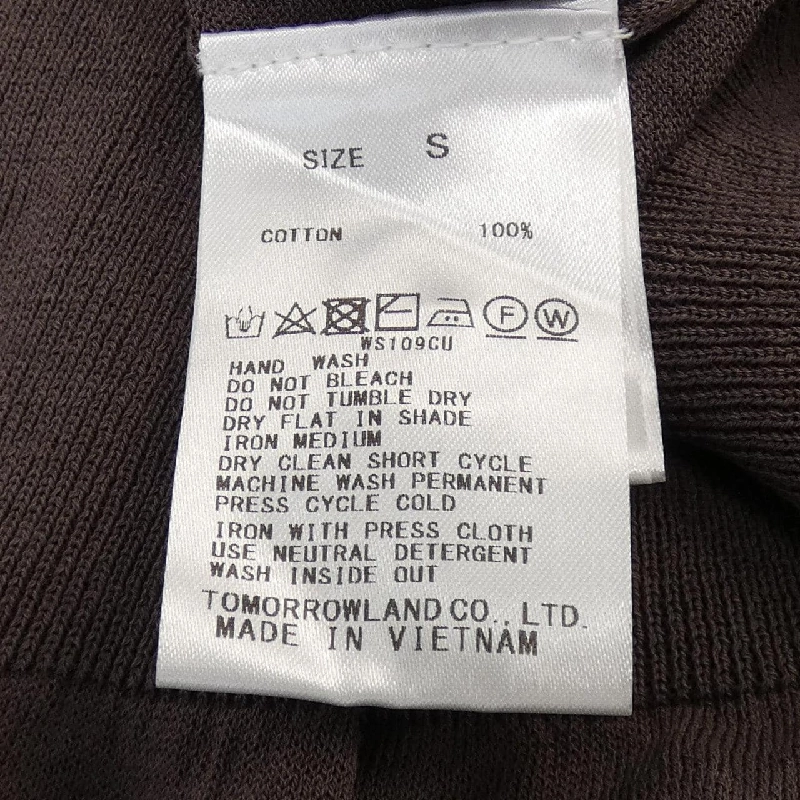 SIZE S
COTTON 100%
F W
WS109CU
HAND WASH
DO NOT BLEACH
DO NOT TUMBLE DRY
DRY FLAT IN SHADE
IRON MEDIUM
DRY CLEAN SHORT CYCLE
MACHINE WASH PERMANENT
PRESS CYCLE COLD
IRON WITH PRESS CLOTH
USE NEUTRAL DETERGENT
WASH INSIDE OUT
TOMORROWLAND CO., LTD.
MADE IN VIETNAM